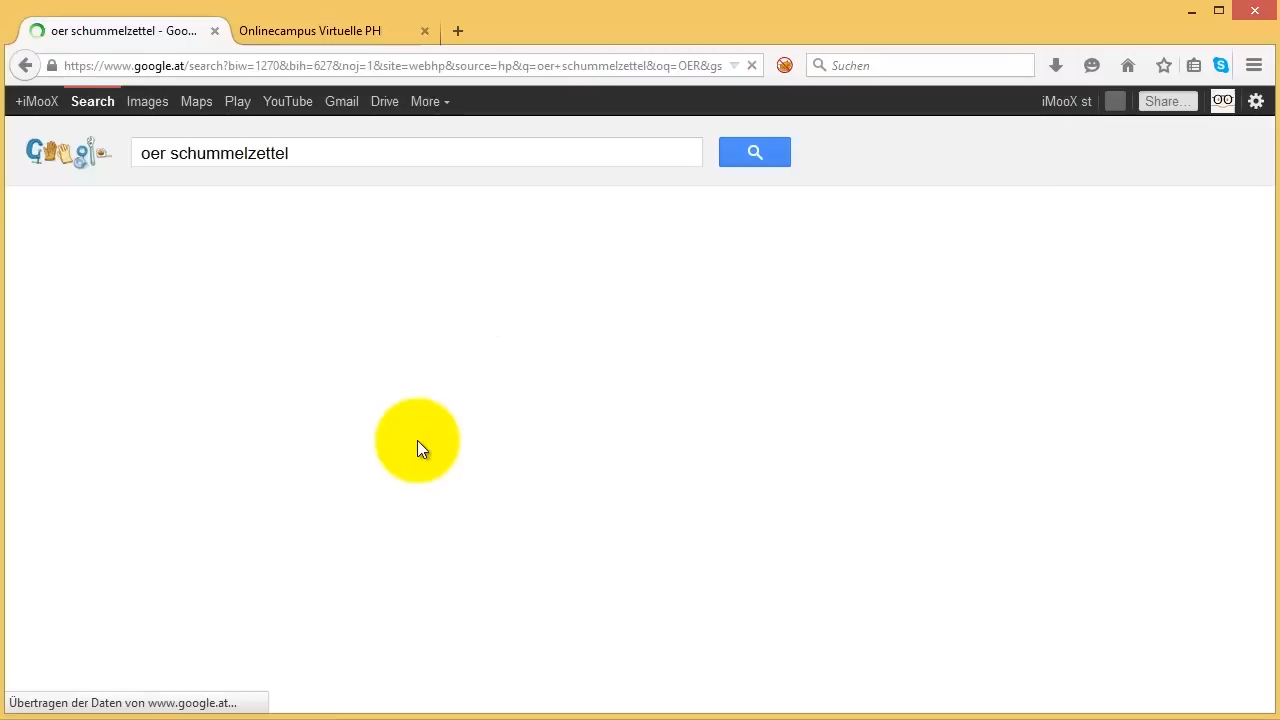 oer schummelzettel - Goo...
Onlinecampus Virtuelle PH
https://www.google.at/search?biw=1270&bih=627&noj=1&site=webhp&source=hp&q=oer+schummelzettel&oq=OER&gs
Suchen
+iMooX Search Images Maps Play YouTube Gmail Drive More
iMooX st
Share...
Google
oer schummelzettel
Übertragen der Daten von www.google.at...